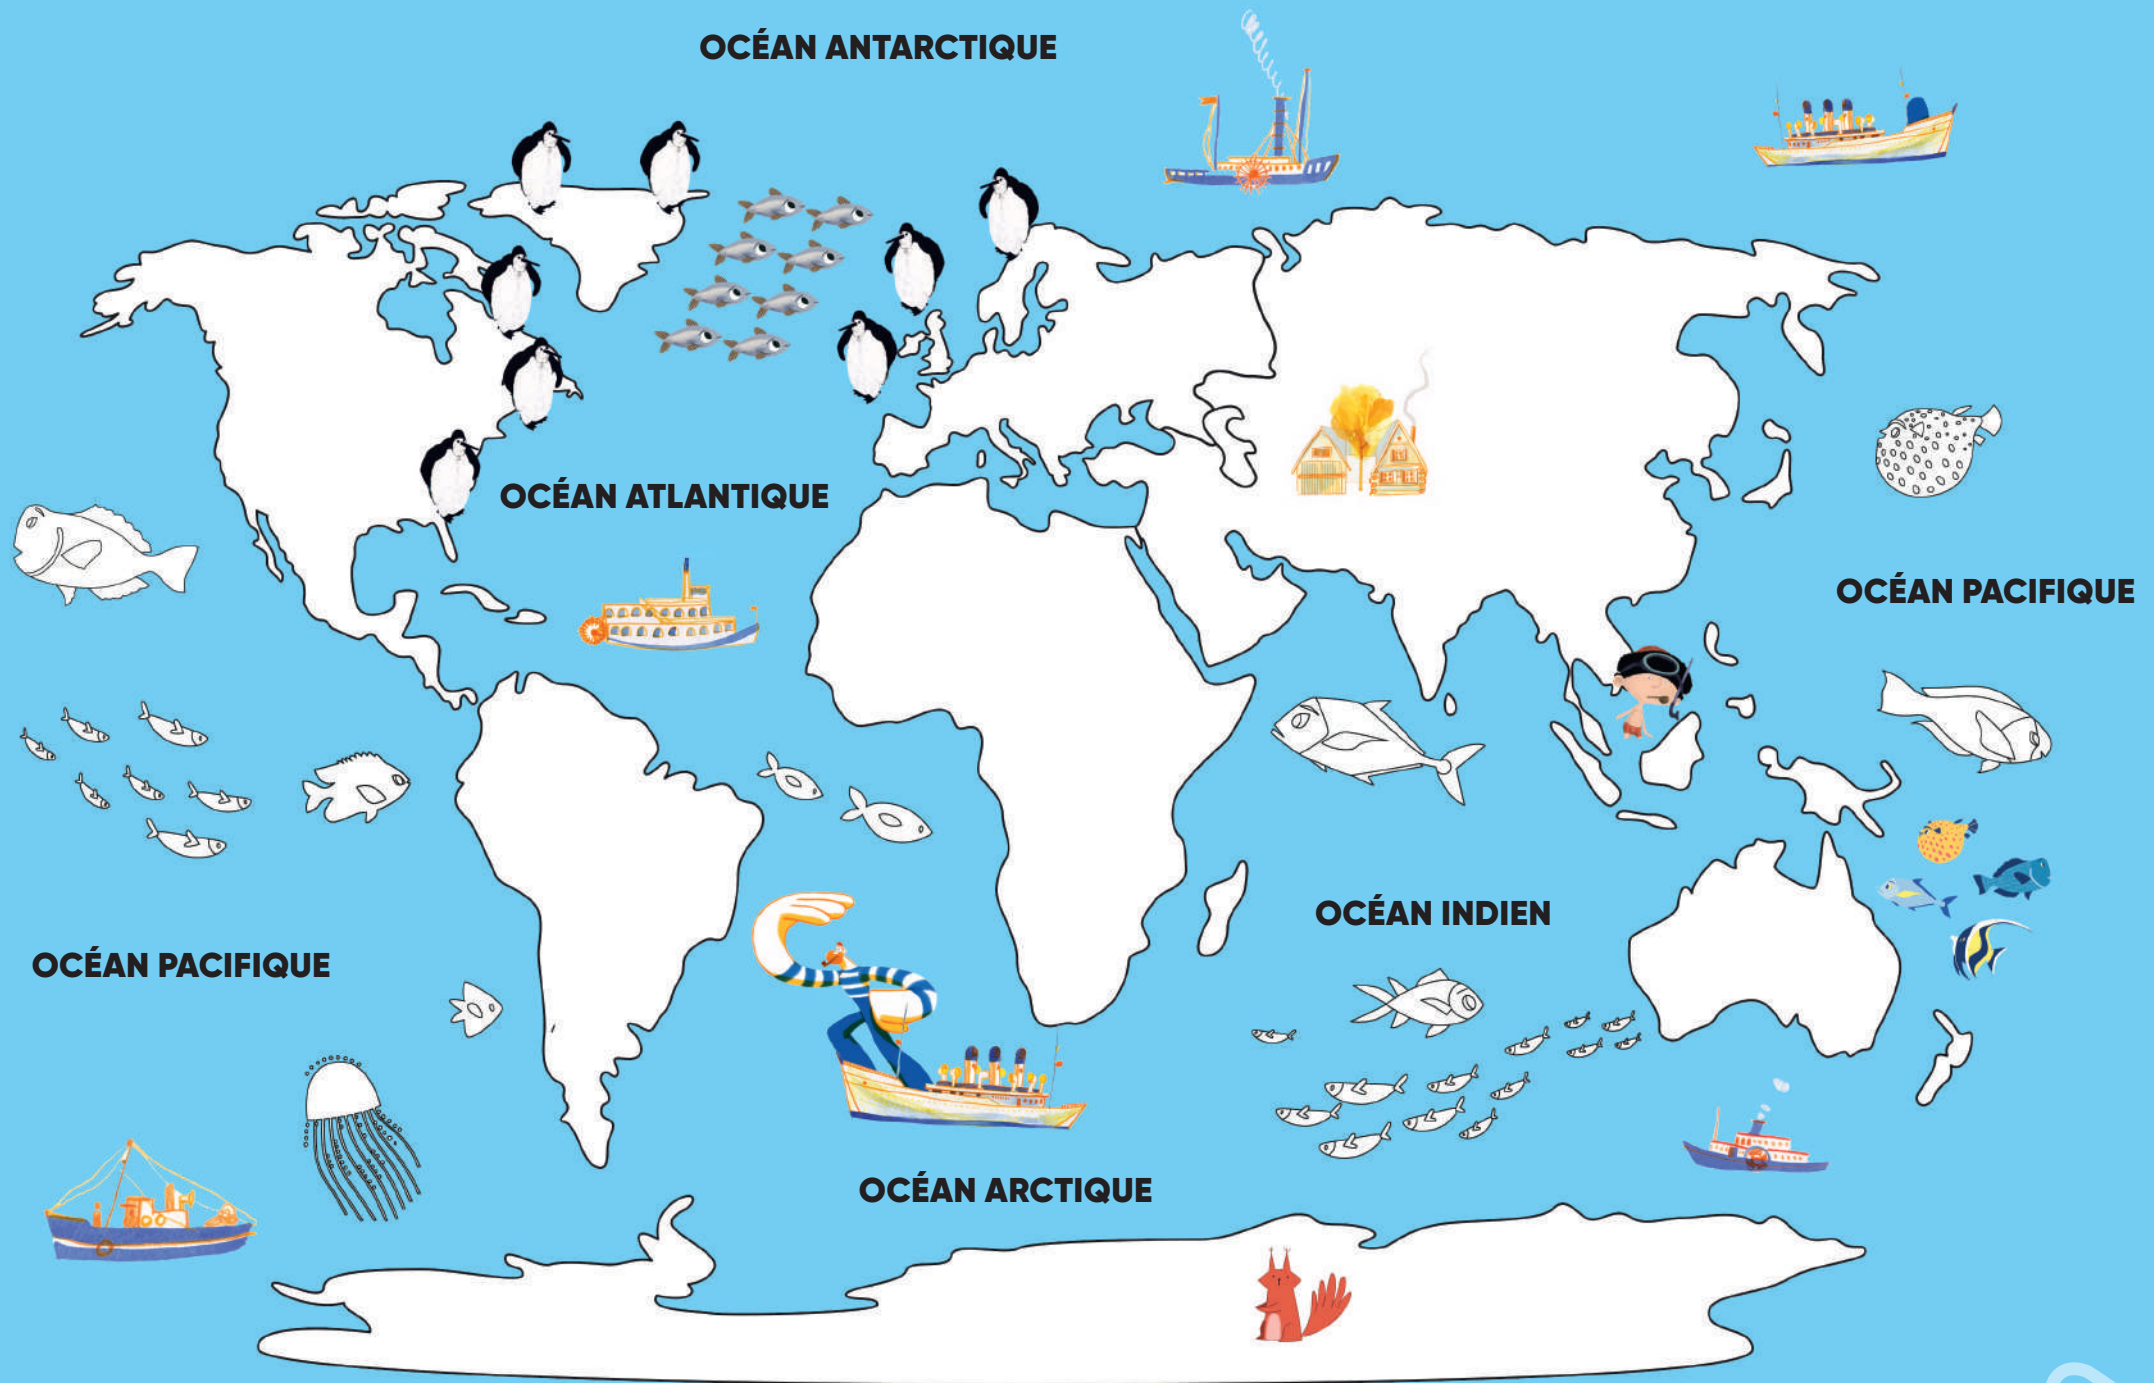 OCÉAN ANTARCTIQUE
OCÉAN ATLANTIQUE
OCÉAN PACIFIQUE
OCÉAN INDIEN
OCÉAN PACIFIQUE
OCÉAN ARCTIQUE